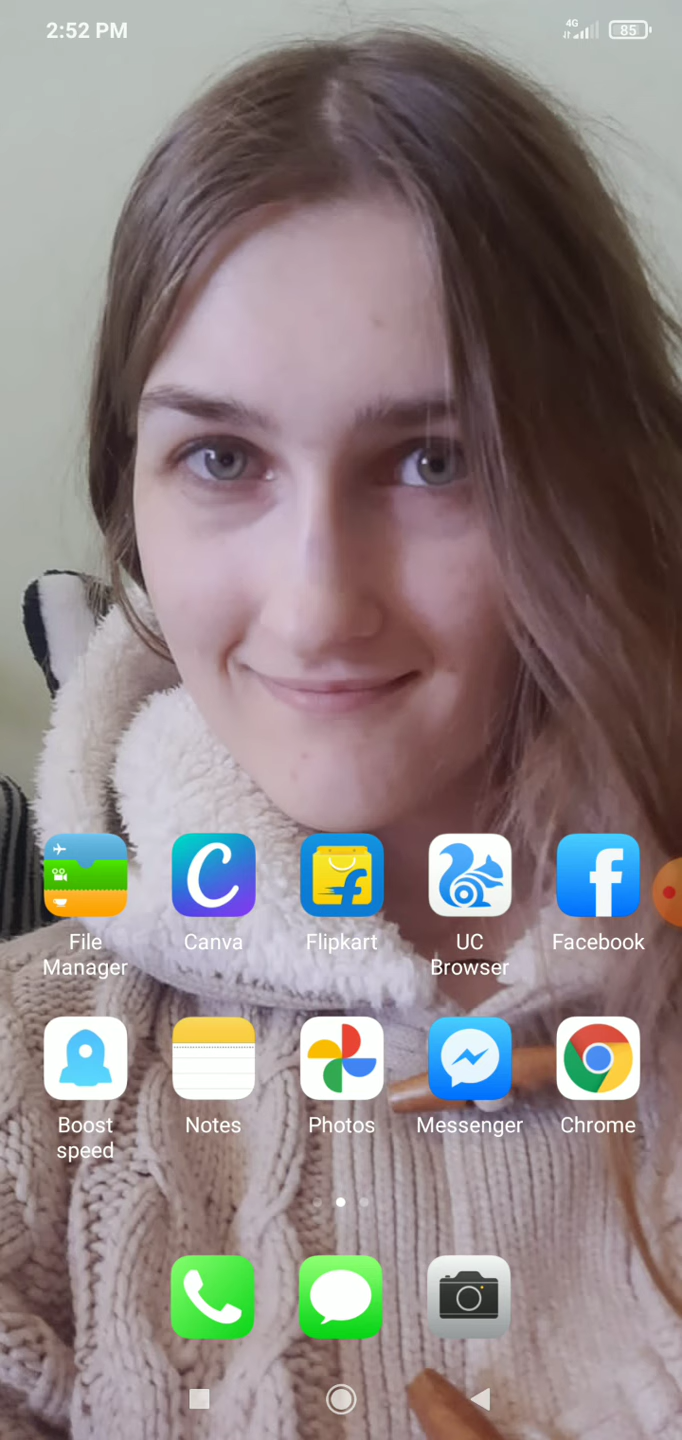 2:52 PM
4G
85
File Manager
Canva
Flipkart
UC Browser
Facebook
Boost speed
Notes
Photos
Messenger
Chrome